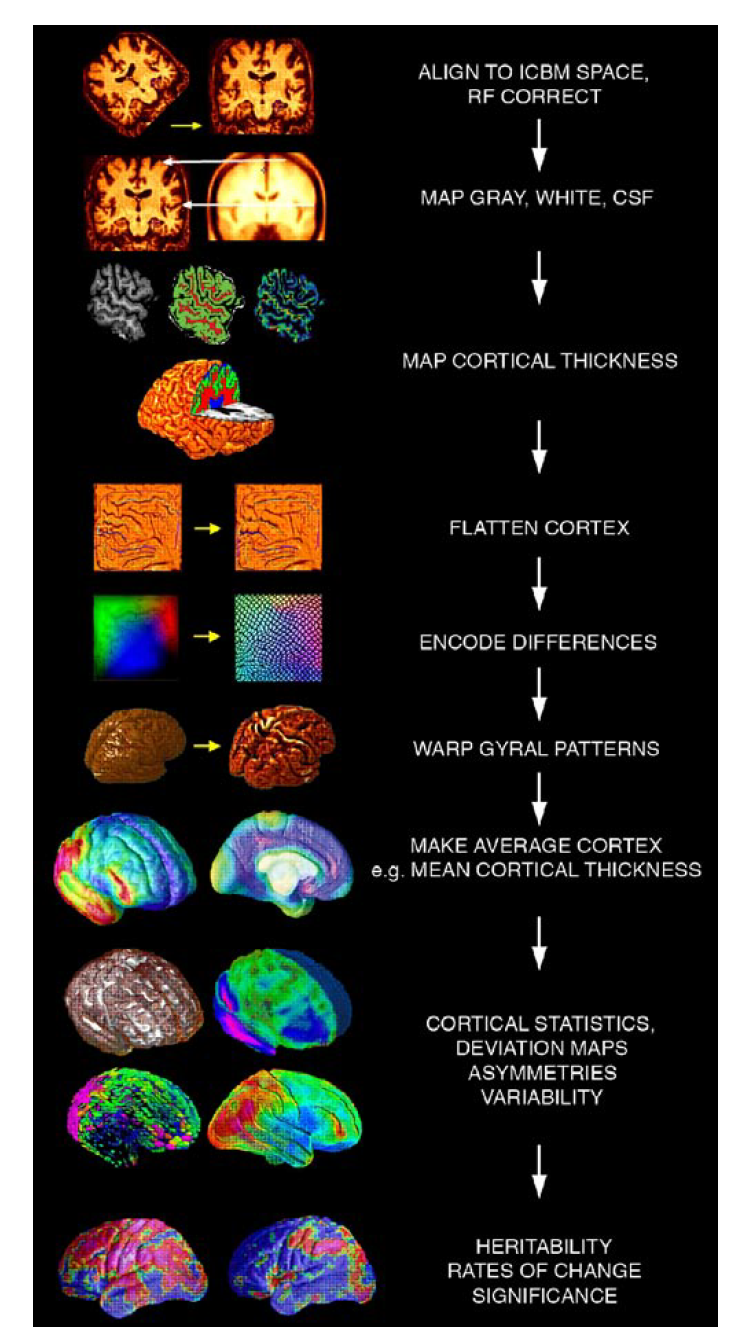 ALIGN TO ICBM SPACE,
RF CORRECT
MAP GRAY, WHITE, CSF
MAP CORTICAL THICKNESS
FLATTEN CORTEX
ENCODE DIFFERENCES
WARP GYRAL PATTERNS
MAKE AVERAGE CORTEX
e.g. MEAN CORTICAL THICKNESS
CORTICAL STATISTICS,
DEVIATION MAPS
ASYMMETRIES
VARIABILITY
HERITABILITY
RATES OF CHANGE
SIGNIFICANCE